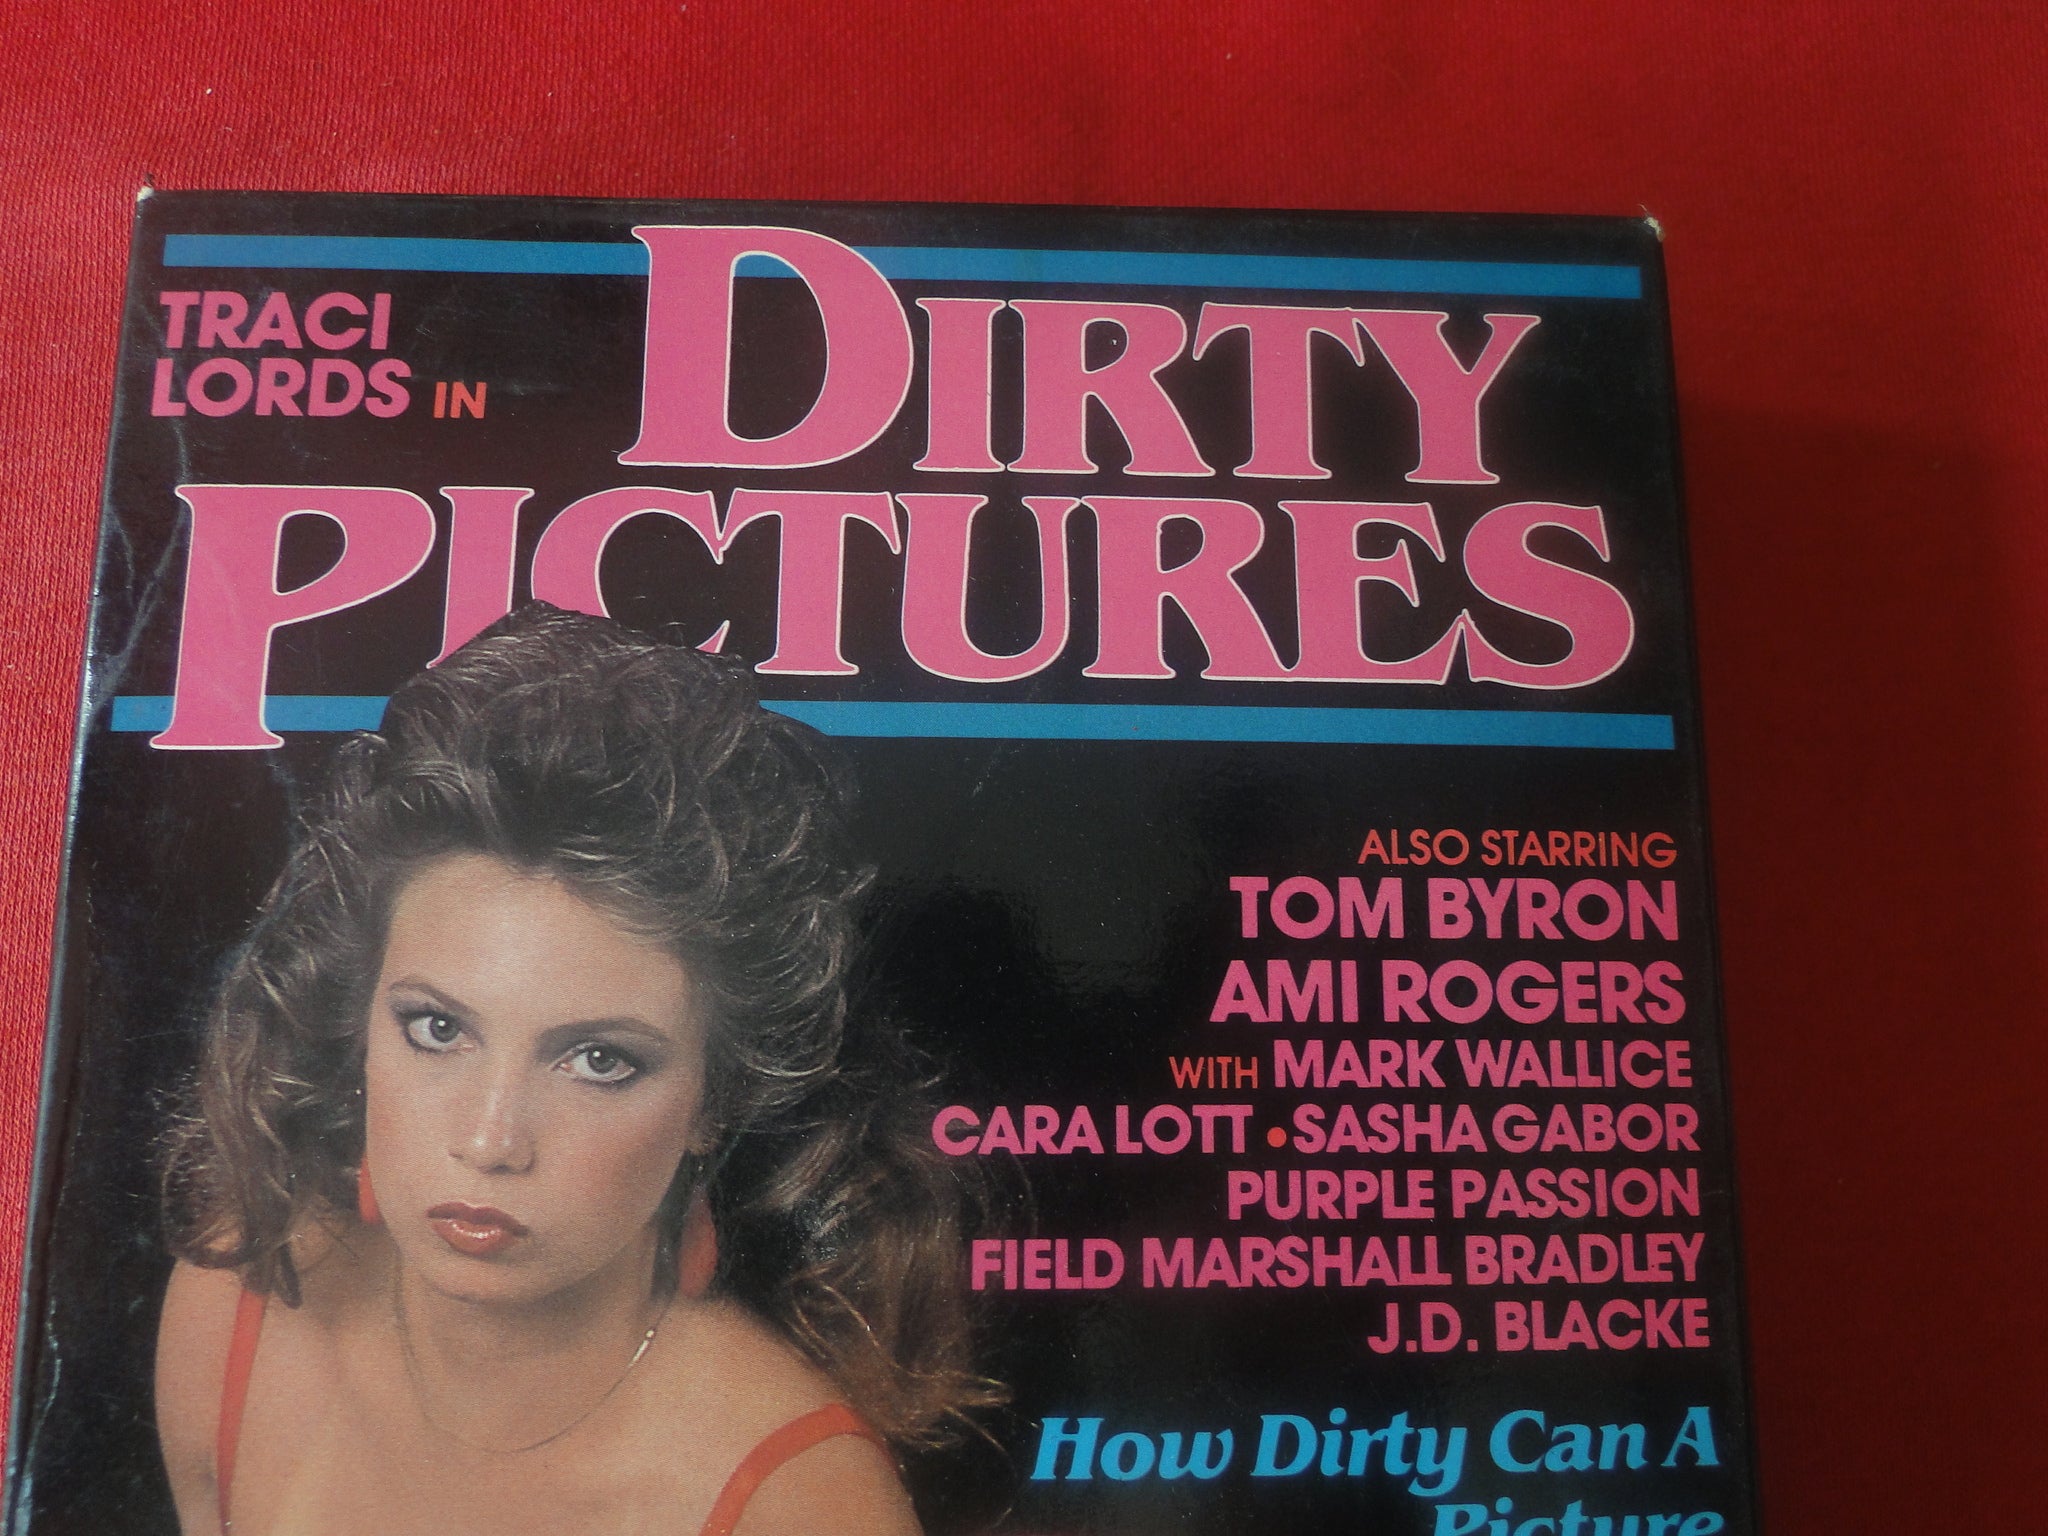 TRACI
LORDS IN
DIRTY
PICTURES
ALSO STARRING
TOM BYRON
AMI ROGERS
WITH MARK WALLICE
CARA LOTT • SASHA GABOR
PURPLE PASSION
FIELD MARSHALL BRADLEY
J.D. BLACKE
How Dirty Can A
Picture